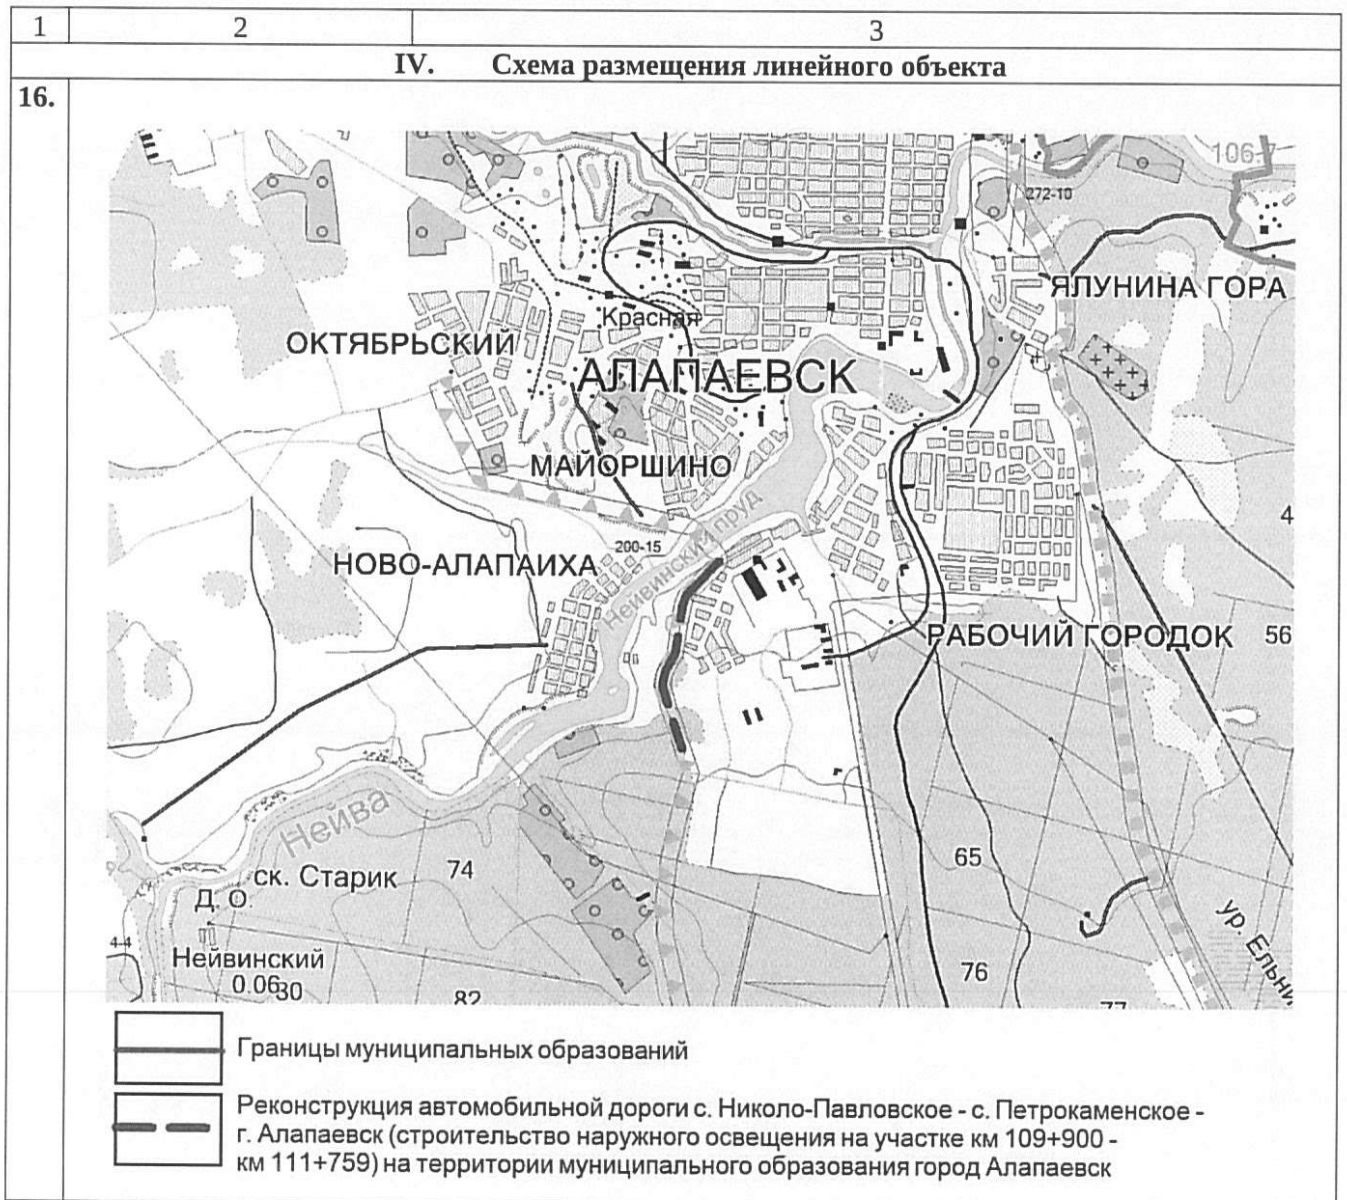 1 2 3
IV. Схема размещения линейного объекта
16.
106.
272-10
ЯЛУНИНА ГОРА
Красная
ОКТЯБРЬСКИЙ
АЛАПАЕВСК
МАЙОРШИНО
Нейвинский пруд
4
200-15
НОВО-АЛАПАИХА
РАБОЧИЙ ГОРОДОК
56
Нейва
65
74
ск. Старик
Д. О.
ур. Ельни
4-4
Нейвинский
76
0.06
30
82
77
Границы муниципальных образований
Реконструкция автомобильной дороги с. Николо-Павловское - с. Петрокаменское -
г. Алапаевск (строительство наружного освещения на участке км 109+900 -
км 111+759) на территории муниципального образования город Алапаевск